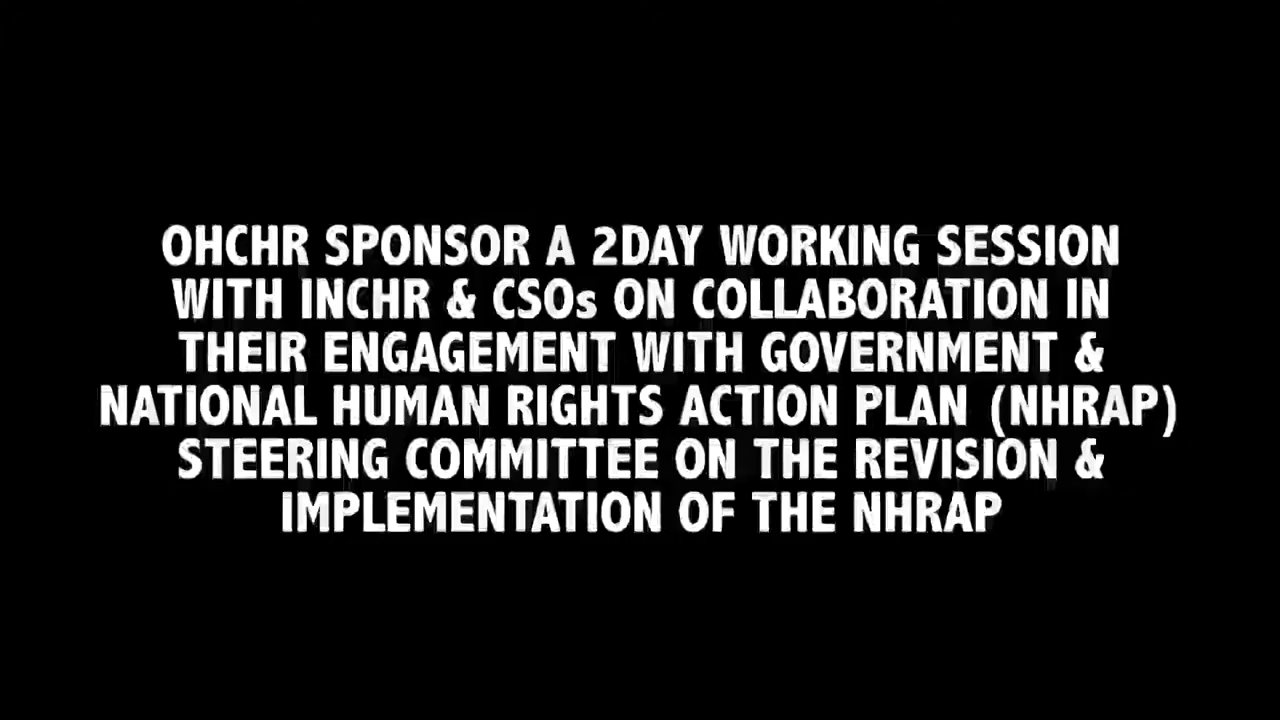 OHCHR SPONSOR A 2DAY WORKING SESSION
WITH INCHR & CSOs ON COLLABORATION IN
THEIR ENGAGEMENT WITH GOVERNMENT &
NATIONAL HUMAN RIGHTS ACTION PLAN (NHRAP)
STEERING COMMITTEE ON THE REVISION &
IMPLEMENTATION OF THE NHRAP